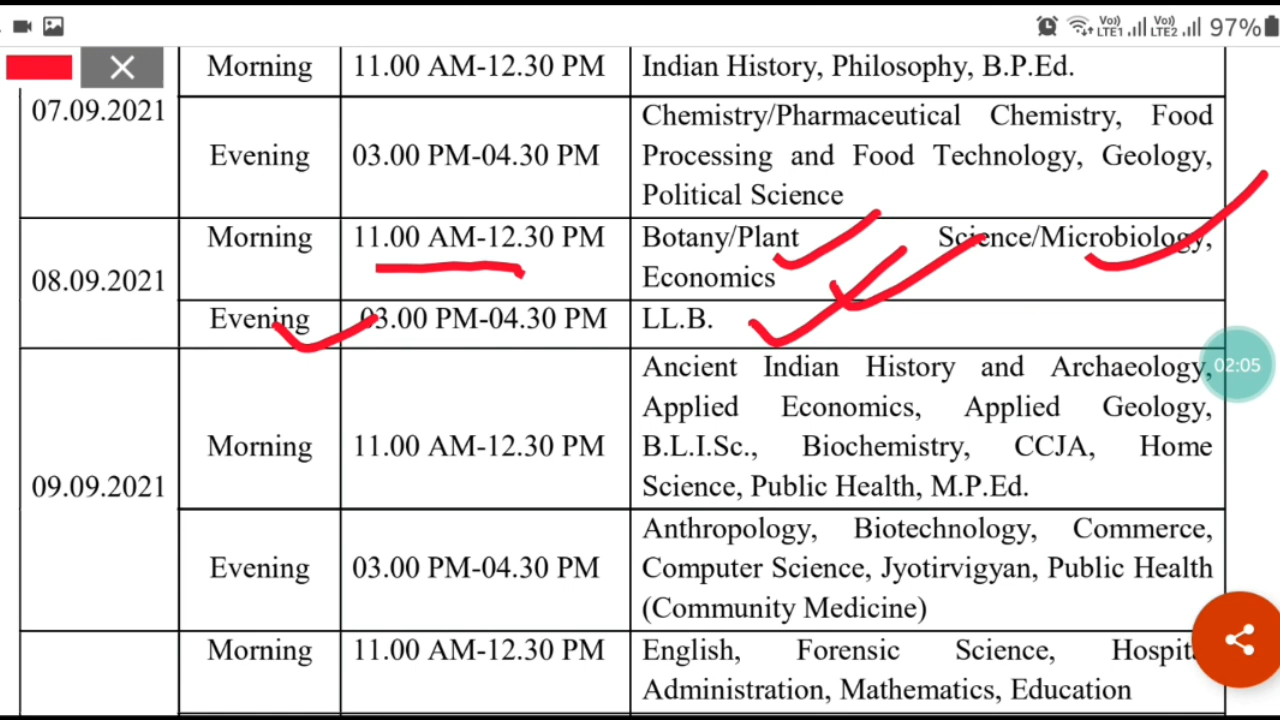 Vo)) Vo)) 97%
LTE1 LTE2
Morning 11.00 AM-12.30 PM Indian History, Philosophy, B.P.Ed.
07.09.2021
Chemistry/Pharmaceutical Chemistry, Food
Evening 03.00 PM-04.30 PM Processing and Food Technology, Geology,
Political Science
Morning 11.00 AM-12.30 PM Botany/Plant Science/Microbiology,
08.09.2021 Economics
Evening 03.00 PM-04.30 PM LL.B.
Ancient Indian History and Archaeology,
02:05
Applied Economics, Applied Geology,
Morning 11.00 AM-12.30 PM B.L.I.Sc., Biochemistry, CCJA, Home
09.09.2021 Science, Public Health, M.P.Ed.
Anthropology, Biotechnology, Commerce,
Evening 03.00 PM-04.30 PM Computer Science, Jyotirvigyan, Public Health
(Community Medicine)
Morning 11.00 AM-12.30 PM English, Forensic Science,
Administration, Mathematics, Education